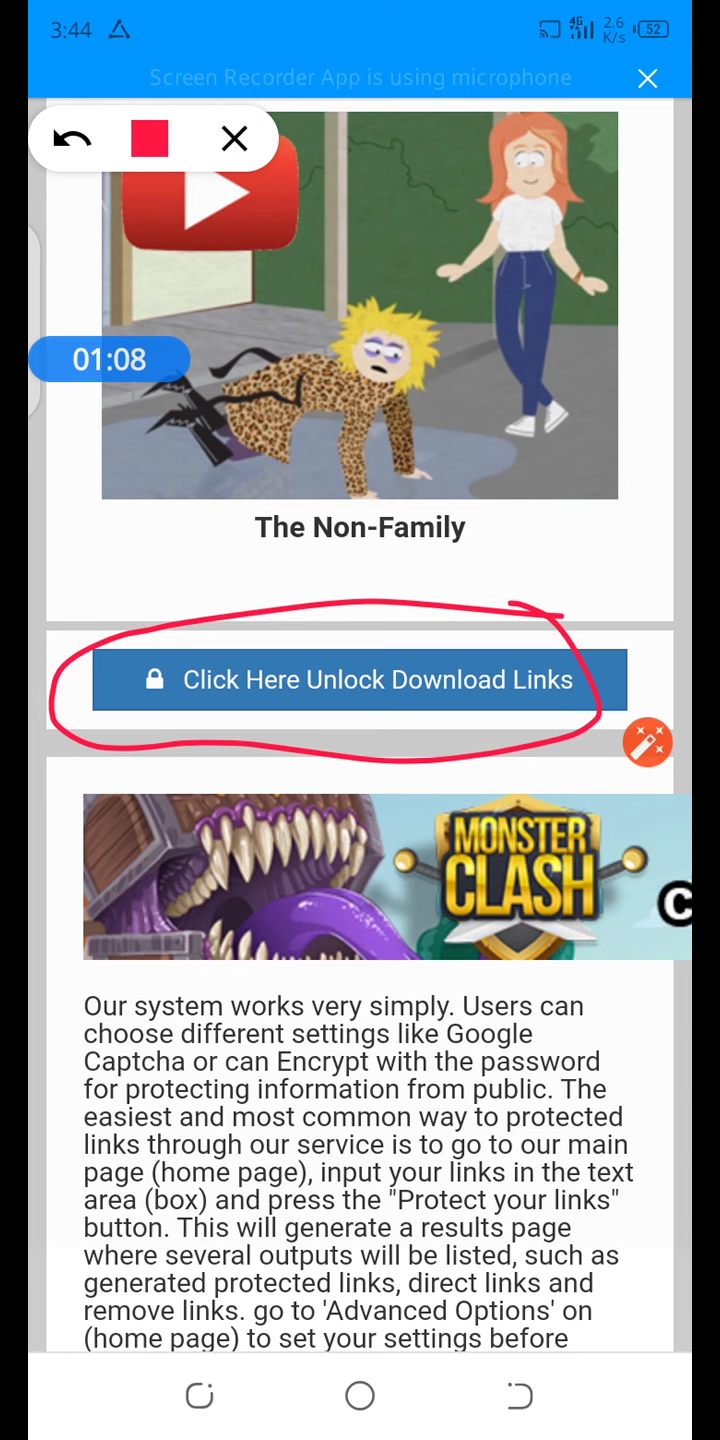 3:44
4G
2.6
K/s
52
Screen Recorder App is using microphone
01:08
The Non-Family
Click Here Unlock Download Links
MONSTER
CLASH
C
Our system works very simply. Users can
choose different settings like Google
Captcha or can Encrypt with the password
for protecting information from public. The
easiest and most common way to protected
links through our service is to go to our main
page (home page), input your links in the text
area (box) and press the "Protect your links"
button. This will generate a results page
where several outputs will be listed, such as
generated protected links, direct links and
remove links. go to 'Advanced Options' on
(home page) to set your settings before